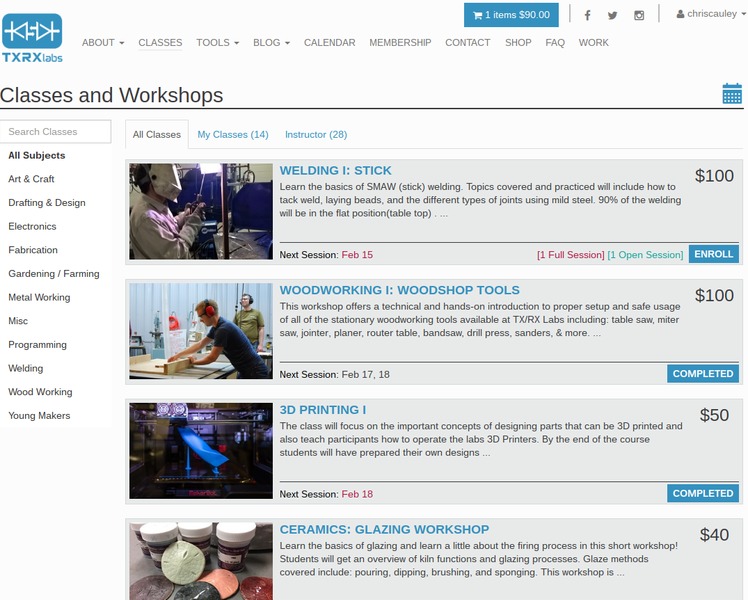 1 items $90.00
chriscauley
TXRXlabs
ABOUT CLASSES TOOLS BLOG CALENDAR MEMBERSHIP CONTACT SHOP FAQ WORK
Classes and Workshops
Search Classes
All Subjects
Art & Craft
Drafting & Design
Electronics
Fabrication
Gardening / Farming
Metal Working
Misc
Programming
Welding
Wood Working
Young Makers
All Classes My Classes (14) Instructor (28)
WELDING I: STICK
$100
Learn the basics of SMAW (stick) welding. Topics covered and practiced will include how to
tack weld, laying beads, and the different types of joints using mild steel. 90% of the welding
will be in the flat position(table top) . ...
Next Session: Feb 15 [1 Full Session] [1 Open Session] ENROLL
WOODWORKING I: WOODSHOP TOOLS
$100
This workshop offers a technical and hands-on introduction to proper setup and safe usage
of all of the stationary woodworking tools available at TX/RX Labs including: table saw, miter
saw, jointer, planer, router table, bandsaw, drill press, sanders, & more. ...
Next Session: Feb 17, 18 COMPLETED
3D PRINTING I
$50
The class will focus on the important concepts of designing parts that can be 3D printed and
also teach participants how to operate the labs 3D Printers. By the end of the course
students will have prepared their own designs ...
Next Session: Feb 18 COMPLETED
CERAMICS: GLAZING WORKSHOP
$40
Learn the basics of glazing and learn a little about the firing process in this short workshop!
Students will get an overview of kiln functions and glazing processes. Glaze methods
covered include: pouring, dipping, brushing, and sponging. This workshop is ...